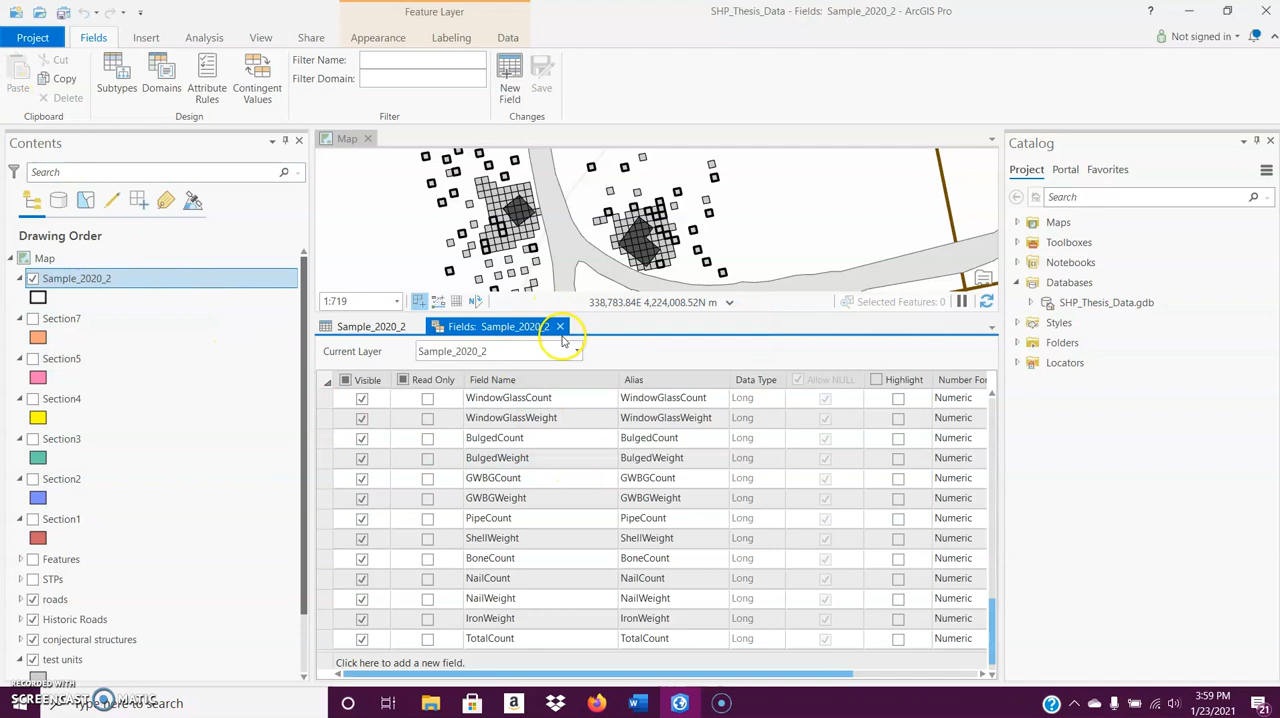 SHP_Thesis_Data - Fields: Sample_2020_2 - ArcGIS Pro
Feature Layer
?
Project Fields Insert Analysis View Share Appearance Labeling Data
Not signed in
Paste
Cut
Copy
Delete
Clipboard
Subtypes
Domains
Attribute Rules
Contingent Values
Design
Filter Name:
Filter Domain:
Filter
New Field
Save
Changes
Contents
Search
Drawing Order
Map
Sample_2020_2
Section7
Section5
Section4
Section3
Section2
Section1
Features
STPs
roads
Historic Roads
conjectural structures
test units
Map
1:719
338,783.84E 4,224,008.52N m
Selected Features: 0
Sample_2020_2
Fields: Sample_2020_2
Current Layer Sample_2020_2
Visible Read Only Field Name Alias Data Type Allow NULL Highlight Number For
WindowGlassCount WindowGlassCount Long Numeric
WindowGlassWeight WindowGlassWeight Long Numeric
BulgedCount BulgedCount Long Numeric
BulgedWeight BulgedWeight Long Numeric
GWBGCount GWBGCount Long Numeric
GWBGWeight GWBGWeight Long Numeric
PipeCount PipeCount Long Numeric
ShellWeight ShellWeight Long Numeric
BoneCount BoneCount Long Numeric
NailCount NailCount Long Numeric
NailWeight NailWeight Long Numeric
IronWeight IronWeight Long Numeric
TotalCount TotalCount Long Numeric
Click here to add a new field.
Catalog
Project Portal Favorites
Search
Maps
Toolboxes
Notebooks
Databases
SHP_Thesis_Data.gdb
Styles
Folders
Locators
RECORDED WITH
SCREENCAST MATIC
Type here to search
3:59 PM
1/23/2021
21